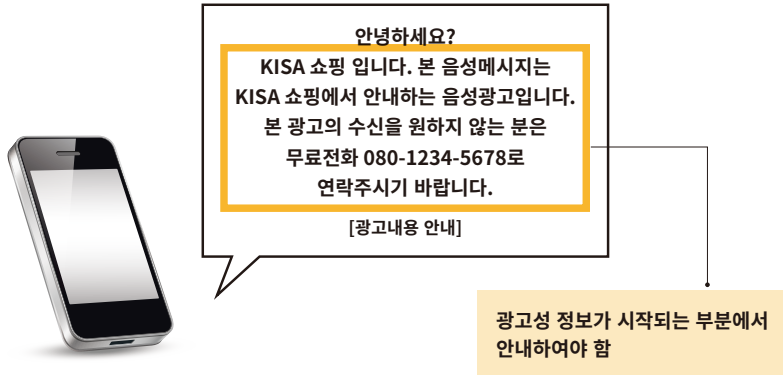 안녕하세요?
KISA 쇼핑 입니다. 본 음성메시지는
KISA 쇼핑에서 안내하는 음성광고입니다.
본 광고의 수신을 원하지 않는 분은
무료전화 080-1234-5678로
연락주시기 바랍니다.
[광고내용 안내]
광고성 정보가 시작되는 부분에서
안내하여야 함